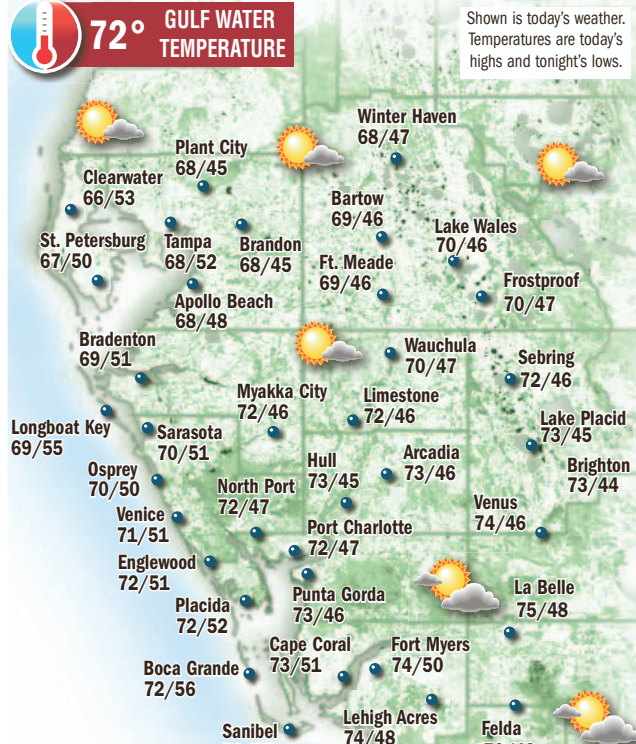 72° GULF WATER
TEMPERATURE
Shown is today's weather.
Temperatures are today's
highs and tonight's lows.
Winter Haven
68/47
Plant City
68/45
Clearwater
66/53
Bartow
69/46
Lake Wales
70/46
St. Petersburg
67/50
Tampa
68/52
Brandon
68/45
Ft. Meade
69/46
Frostproof
70/47
Apollo Beach
68/48
Bradenton
69/51
Wauchula
70/47
Sebring
72/46
Myakka City
72/46
Limestone
72/46
Longboat Key
69/55
Sarasota
70/51
Lake Placid
73/45
Osprey
70/50
Hull
73/45
Arcadia
73/46
Brighton
73/44
North Port
72/47
Venice
71/51
Venus
74/46
Port Charlotte
72/47
Englewood
72/51
Punta Gorda
73/46
La Belle
75/48
Placida
72/52
Cape Coral
73/51
Fort Myers
74/50
Boca Grande
72/56
Lehigh Acres
74/48
Sanibel
Felda